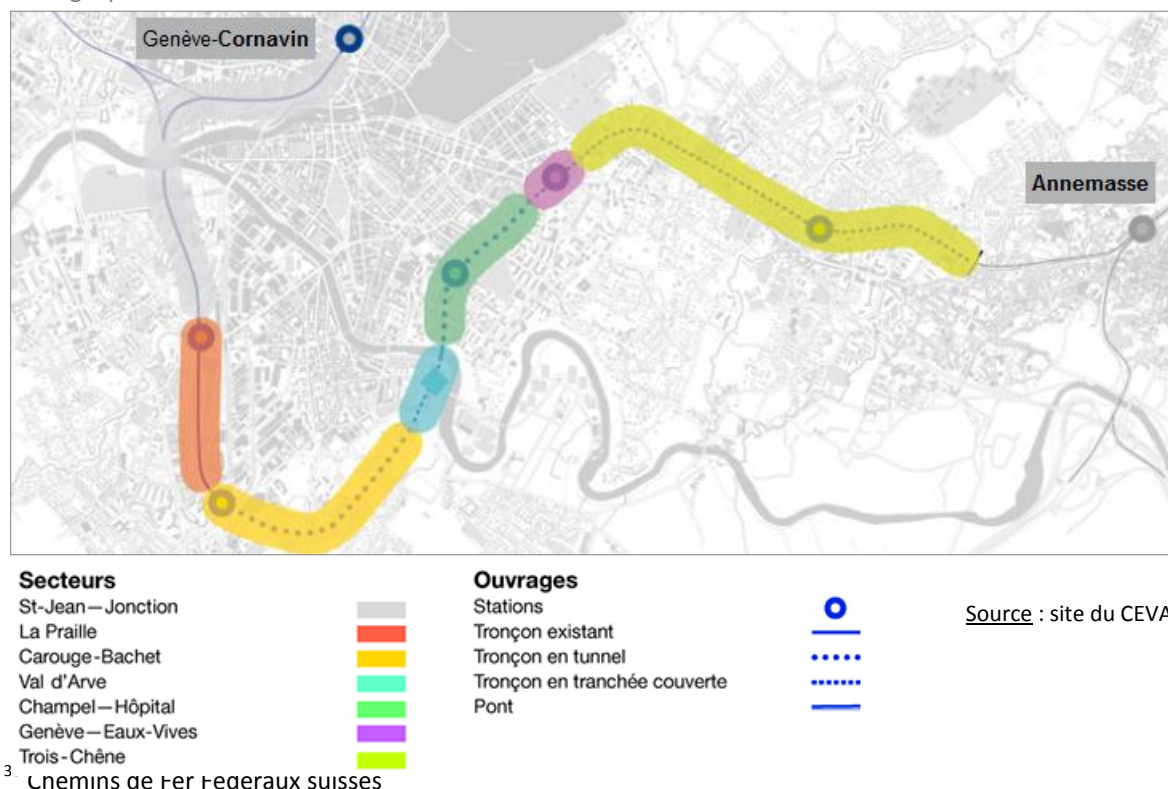 Genève-Cornavin
Annemasse
Secteurs
St-Jean—Jonction
La Praille
Carouge-Bachet
Val d'Arve
Champel—Hôpital
Genève—Eaux-Vives
Trois-Chêne
Ouvrages
Stations
Tronçon existant
Tronçon en tunnel
Tronçon en tranchée couverte
Pont
Source : site du CEVA
3 Chemins de Fer Fédéraux suisses